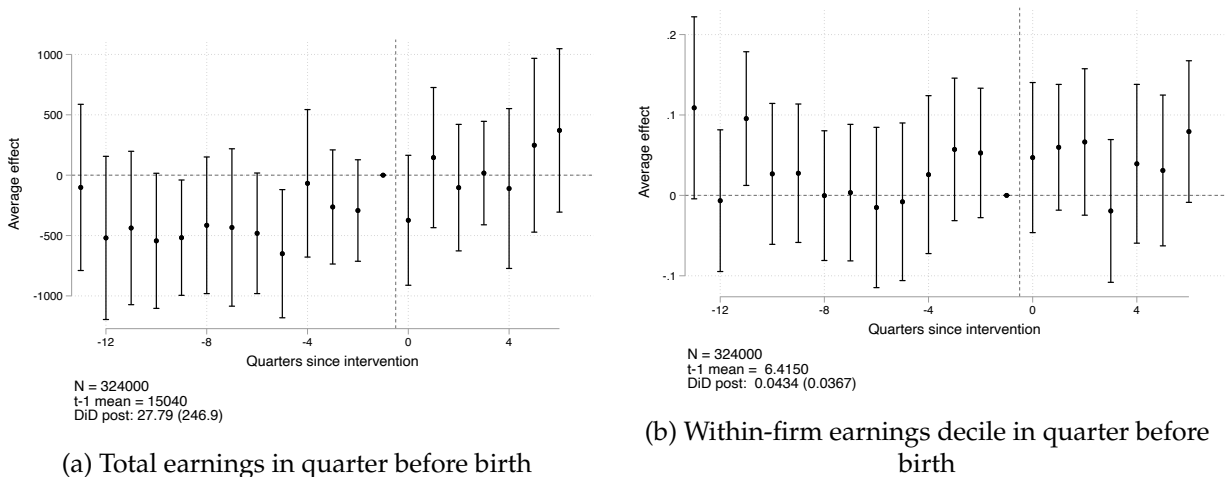 1000
500
0
-500
-1000
Average effect
-12
-8
-4
0
4
Quarters since intervention
N = 324000
t-1 mean = 15040
DiD post: 27.79 (246.9)
(a) Total earnings in quarter before birth
.2
.1
0
-.1
Average effect
-12
-8
-4
0
4
Quarters since intervention
N = 324000
t-1 mean = 6.4150
DiD post: 0.0434 (0.0367)
(b) Within-firm earnings decile in quarter before
birth